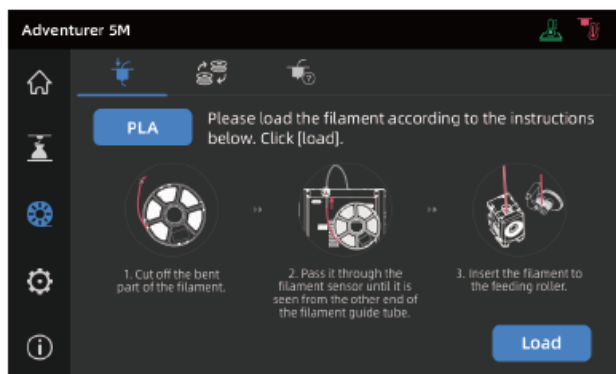 Adventurer 5M
PLA
Please load the filament according to the instructions
below. Click [load].
1. Cut off the bent
part of the filament.
2. Pass it through the
filament sensor until it is
seen from the other end of
the filament guide tube.
3. Insert the filament to
the feeding roller.
Load